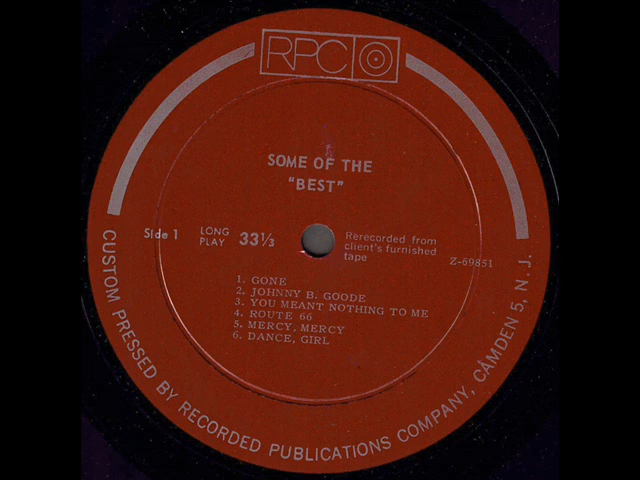 RPC
SOME OF THE
"BEST"
Side 1
LONG
PLAY 33⅓
Rerecorded from
client's furnished
tape
Z-69851
1. GONE
2. JOHNNY B. GOODE
3. YOU MEANT NOTHING TO ME
4. ROUTE 66
5. MERCY, MERCY
6. DANCE, GIRL
CUSTOM PRESSED BY RECORDED PUBLICATIONS COMPANY, CAMDEN 5, N. J.